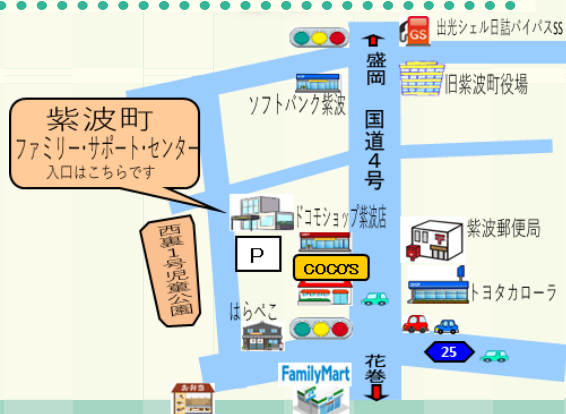 出光シェル日詰バイパスSS
GS
盛岡
旧紫波町役場
ソフトバンク紫波
国道4号
紫波町
ファミリー・サポート・センター
入口はこちらです
ドコモショップ紫波店
紫波郵便局
西裏1号児童公園
P
COCO'S
トヨタカローラ
はらぺこ
25
花巻
FamilyMart
お弁当